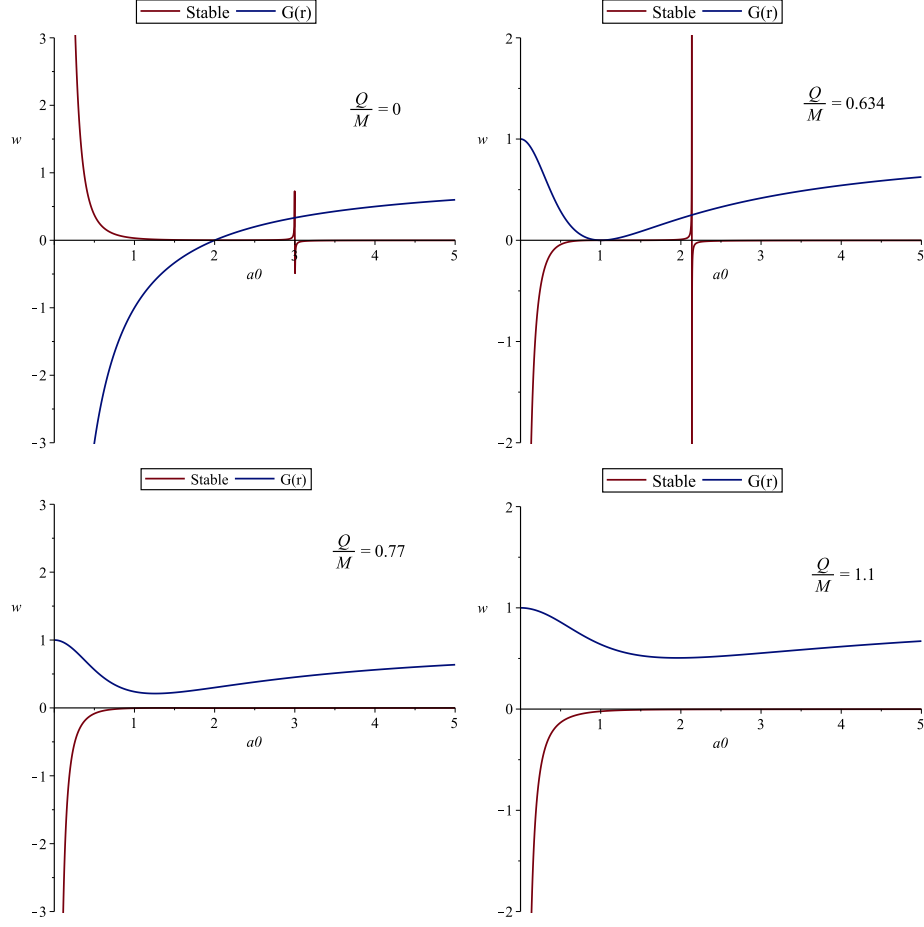 Stable G(r)
3
2
w
1
0
-1
-2
-3
1 2 3 4 5
a0
Q/M = 0
Stable G(r)
2
1
w
0
-1
-2
1 2 3 4 5
a0
Q/M = 0.634
Stable G(r)
3
2
w
1
0
-1
-2
-3
1 2 3 4 5
a0
Q/M = 0.77
Stable G(r)
2
1
w
0
-1
-2
1 2 3 4 5
a0
Q/M = 1.1